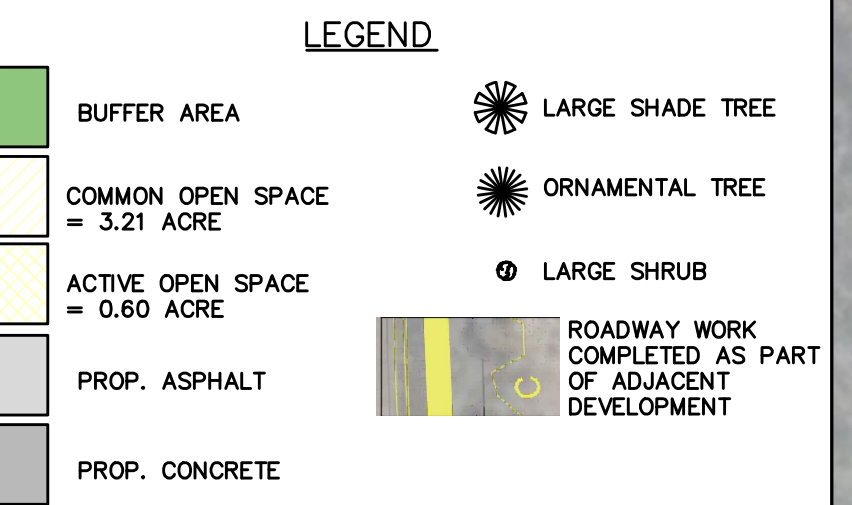 LEGEND
BUFFER AREA
COMMON OPEN SPACE
= 3.21 ACRE
ACTIVE OPEN SPACE
= 0.60 ACRE
PROP. ASPHALT
PROP. CONCRETE
LARGE SHADE TREE
ORNAMENTAL TREE
LARGE SHRUB
ROADWAY WORK
COMPLETED AS PART
OF ADJACENT
DEVELOPMENT